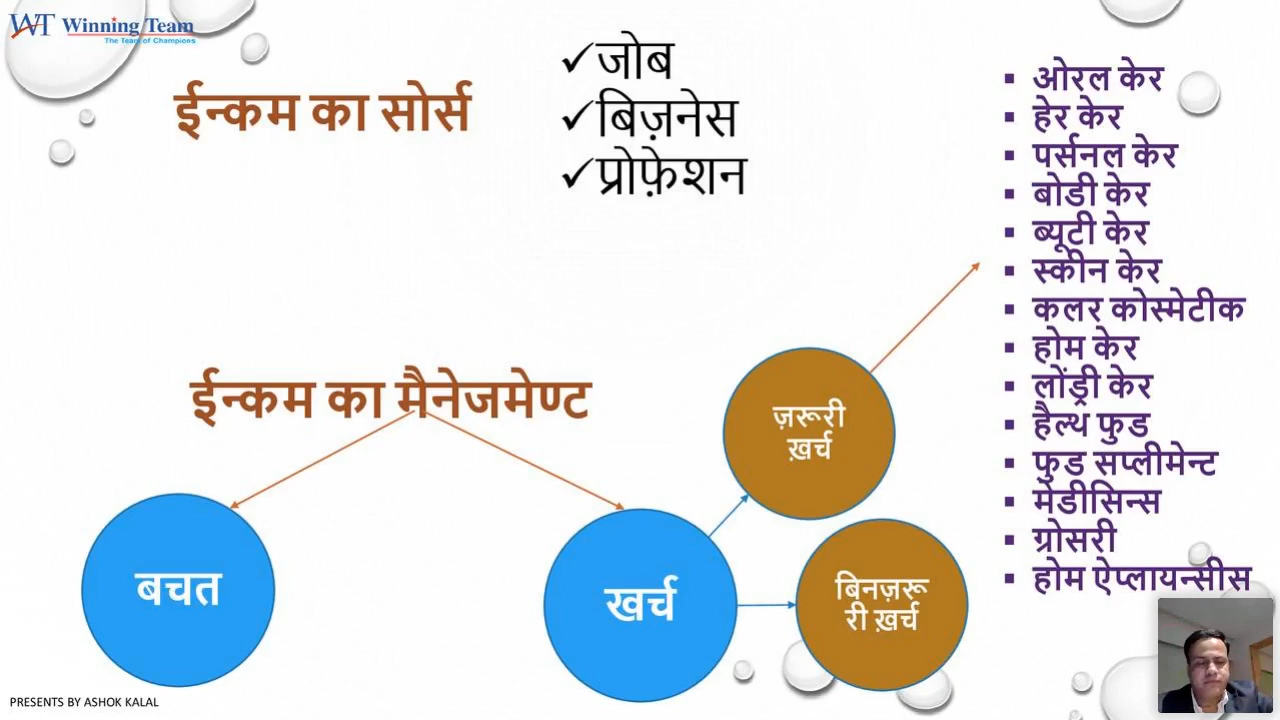 WT Winning Team
The Team of Champions
ईन्कम का सोर्स
✓जोब
✓बिज़नेस
✓प्रोफ़ेशन
▪ ओरल केर
▪ हेर केर
▪ पर्सनल केर
▪ बोडी केर
▪ ब्यूटी केर
▪ स्कीन केर
▪ कलर कोस्मेटीक
▪ होम केर
▪ लोंड्री केर
▪ हैल्थ फुड
▪ फुड सप्लीमेन्ट
▪ मेडीसिन्स
▪ ग्रोसरी
▪ होम ऐप्लायन्सीस
ईन्कम का मैनेजमेण्ट
ज़रूरी
ख़र्च
बचत
खर्च
बिनज़रू
री ख़र्च
PRESENTS BY ASHOK KALAL